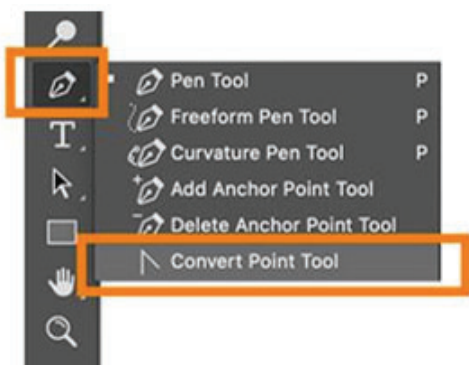 Pen Tool P
Freeform Pen Tool P
Curvature Pen Tool P
Add Anchor Point Tool
Delete Anchor Point Tool
Convert Point Tool